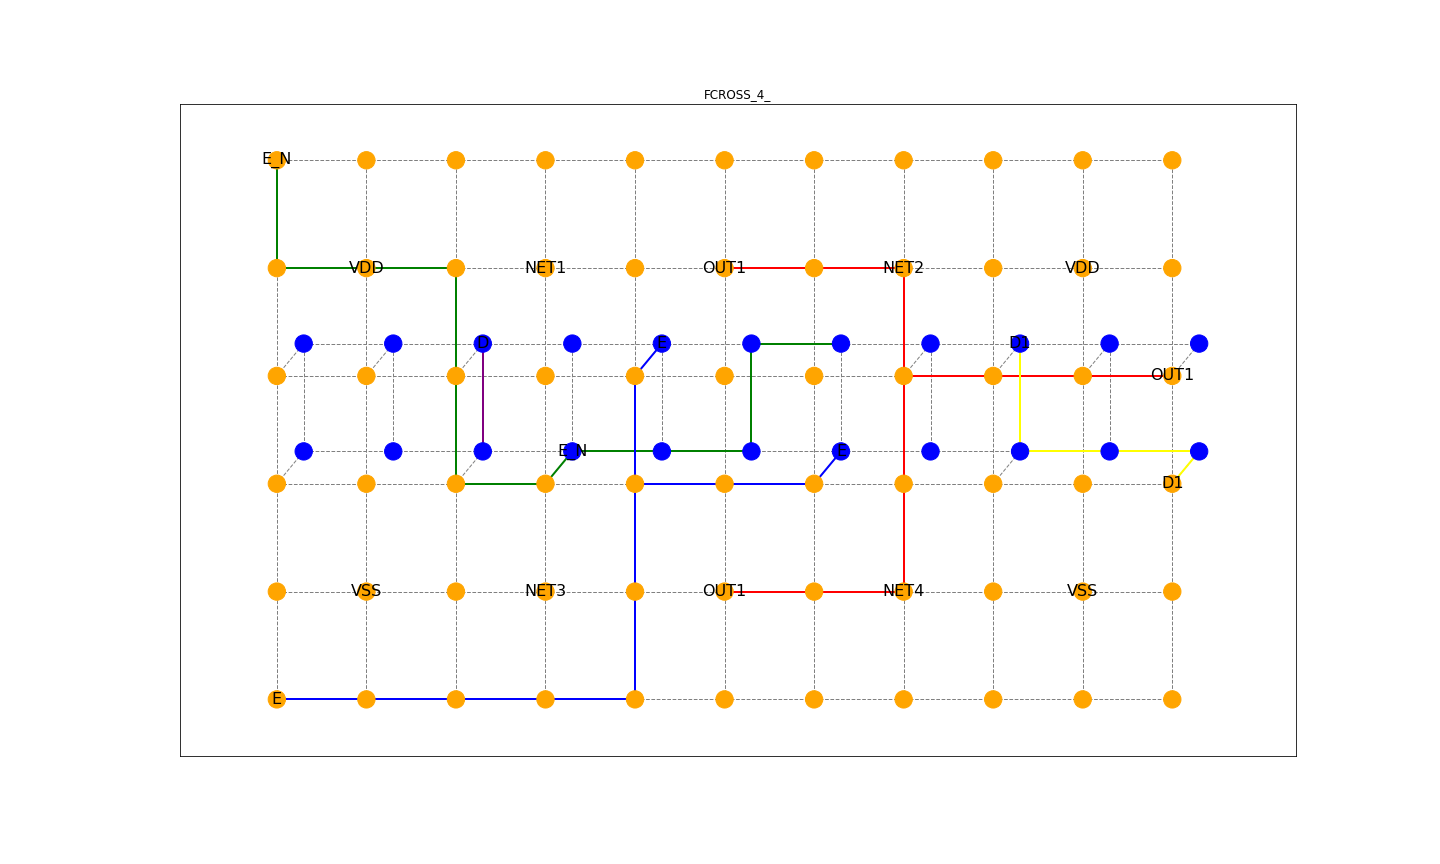 FCROSS_4_
E_N
VDD NET1 OUT1 NET2 VDD
D E D1
OUT1
E_N E
D1
VSS NET3 OUT1 NET4 VSS
E